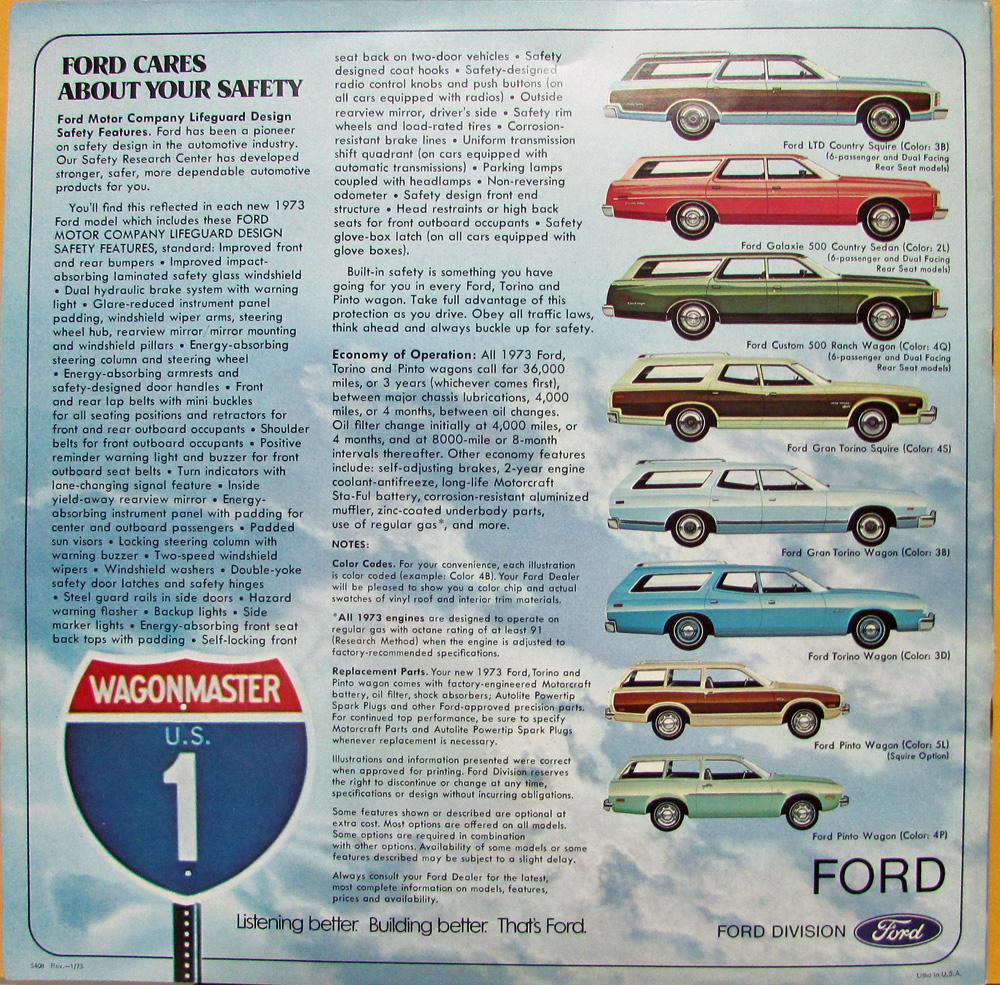 FORD CARES
ABOUT YOUR SAFETY
Ford Motor Company Lifeguard Design
Safety Features. Ford has been a pioneer
on safety design in the automotive industry.
Our Safety Research Center has developed
stronger, safer, more dependable automotive
products for you.
You'll find this reflected in each new 1973
Ford model which includes these FORD
MOTOR COMPANY LIFEGUARD DESIGN
SAFETY FEATURES, standard: Improved front
and rear bumpers • Improved impact-
absorbing laminated safety glass windshield
• Dual hydraulic brake system with warning
light • Glare-reduced instrument panel
padding, windshield wiper arms, steering
wheel hub, rearview mirror/mirror mounting
and windshield pillars • Energy-absorbing
steering column and steering wheel
• Energy-absorbing armrests and
safety-designed door handles • Front
and rear lap belts with mini buckles
for all seating positions and retractors for
front and rear outboard occupants • Shoulder
belts for front outboard occupants • Positive
reminder warning light and buzzer for front
outboard seat belts • Turn indicators with
lane-changing signal feature • Inside
yield-away rearview mirror • Energy-
absorbing instrument panel with padding for
center and outboard passengers • Padded
sun visors • Locking steering column with
warning buzzer • Two-speed windshield
wipers • Windshield washers • Double-yoke
safety door latches and safety hinges
• Steel guard rails in side doors • Hazard
warning flasher • Backup lights • Side
marker lights • Energy-absorbing front seat
back tops with padding • Self-locking front
seat back on two-door vehicles • Safety
designed coat hooks • Safety-designed
radio control knobs and push buttons (on
all cars equipped with radios) • Outside
rearview mirror, driver's side • Safety rim
wheels and load-rated tires • Corrosion-
resistant brake lines • Uniform transmission
shift quadrant (on cars equipped with
automatic transmissions) • Parking lamps
coupled with headlamps • Non-reversing
odometer • Safety design front end
structure • Head restraints or high back
seats for front outboard occupants • Safety
glove-box latch (on all cars equipped with
glove boxes).
Built-in safety is something you have
going for you in every Ford, Torino and
Pinto wagon. Take full advantage of this
protection as you drive. Obey all traffic laws,
think ahead and always buckle up for safety.
Economy of Operation: All 1973 Ford,
Torino and Pinto wagons call for 36,000
miles, or 3 years (whichever comes first),
between major chassis lubrications, 4,000
miles, or 4 months, between oil changes.
Oil filter change initially at 4,000 miles, or
4 months, and at 8000-mile or 8-month
intervals thereafter. Other economy features
include: self-adjusting brakes, 2-year engine
coolant-antifreeze, long-life Motorcraft
Sta-Ful battery, corrosion-resistant aluminized
muffler, zinc-coated underbody parts,
use of regular gas*, and more.
NOTES:
Color Codes. For your convenience, each illustration
is color coded (example: Color 4B). Your Ford Dealer
will be pleased to show you a color chip and actual
swatches of vinyl roof and interior trim materials.
*All 1973 engines are designed to operate on
regular gas with octane rating of at least 91
(Research Method) when the engine is adjusted to
factory-recommended specifications.
Replacement Parts. Your new 1973 Ford, Torino and
Pinto wagon comes with factory-engineered Motorcraft
battery, oil filter, shock absorbers; Autolite Powertip
Spark Plugs and other Ford-approved precision parts.
For continued top performance, be sure to specify
Motorcraft Parts and Autolite Powertip Spark Plugs
whenever replacement is necessary.
Illustrations and information presented were correct
when approved for printing. Ford Division reserves
the right to discontinue or change at any time,
specifications or design without incurring obligations.
Some features shown or described are optional at
extra cost. Most options are offered on all models.
Some options are required in combination
with other options. Availability of some models or some
features described may be subject to a slight delay.
Always consult your Ford Dealer for the latest,
most complete information on models, features,
prices and availability.
Ford LTD Country Squire (Color: 3B)
(6-passenger and Dual Facing
Rear Seat models)
Ford Galaxie 500 Country Sedan (Color: 2L)
(6-passenger and Dual Facing
Rear Seat models)
Ford Custom 500 Ranch Wagon (Color: 4Q)
(6-passenger and Dual Facing
Rear Seat models)
Ford Gran Torino Squire (Color: 4S)
Ford Gran Torino Wagon (Color: 3B)
Ford Torino Wagon (Color: 3D)
Ford Pinto Wagon (Color: 5L)
(Squire Option)
Ford Pinto Wagon (Color: 4P)
WAGONMASTER
U.S.
1
Listening better. Building better. That's Ford.
FORD
FORD DIVISION Ford
5408 Rev.—1/73
Litho in U.S.A.